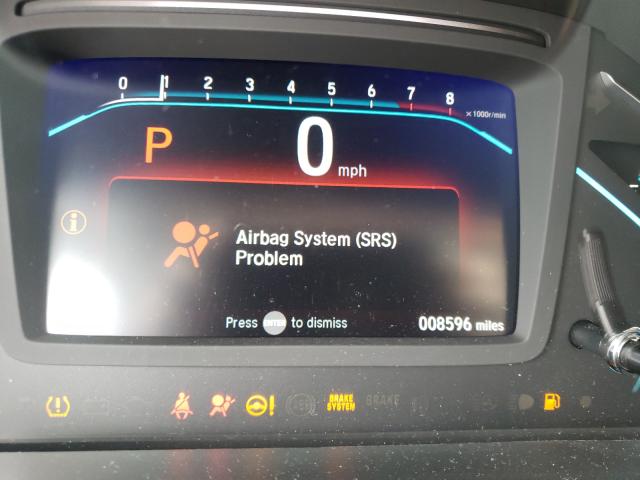 0 1 2 3 4 5 6 7 8
x 1000r/min
P 0 mph
Airbag System (SRS)
Problem
Press ENTER to dismiss
008596 miles
BRAKE
SYSTEM
BRAKE